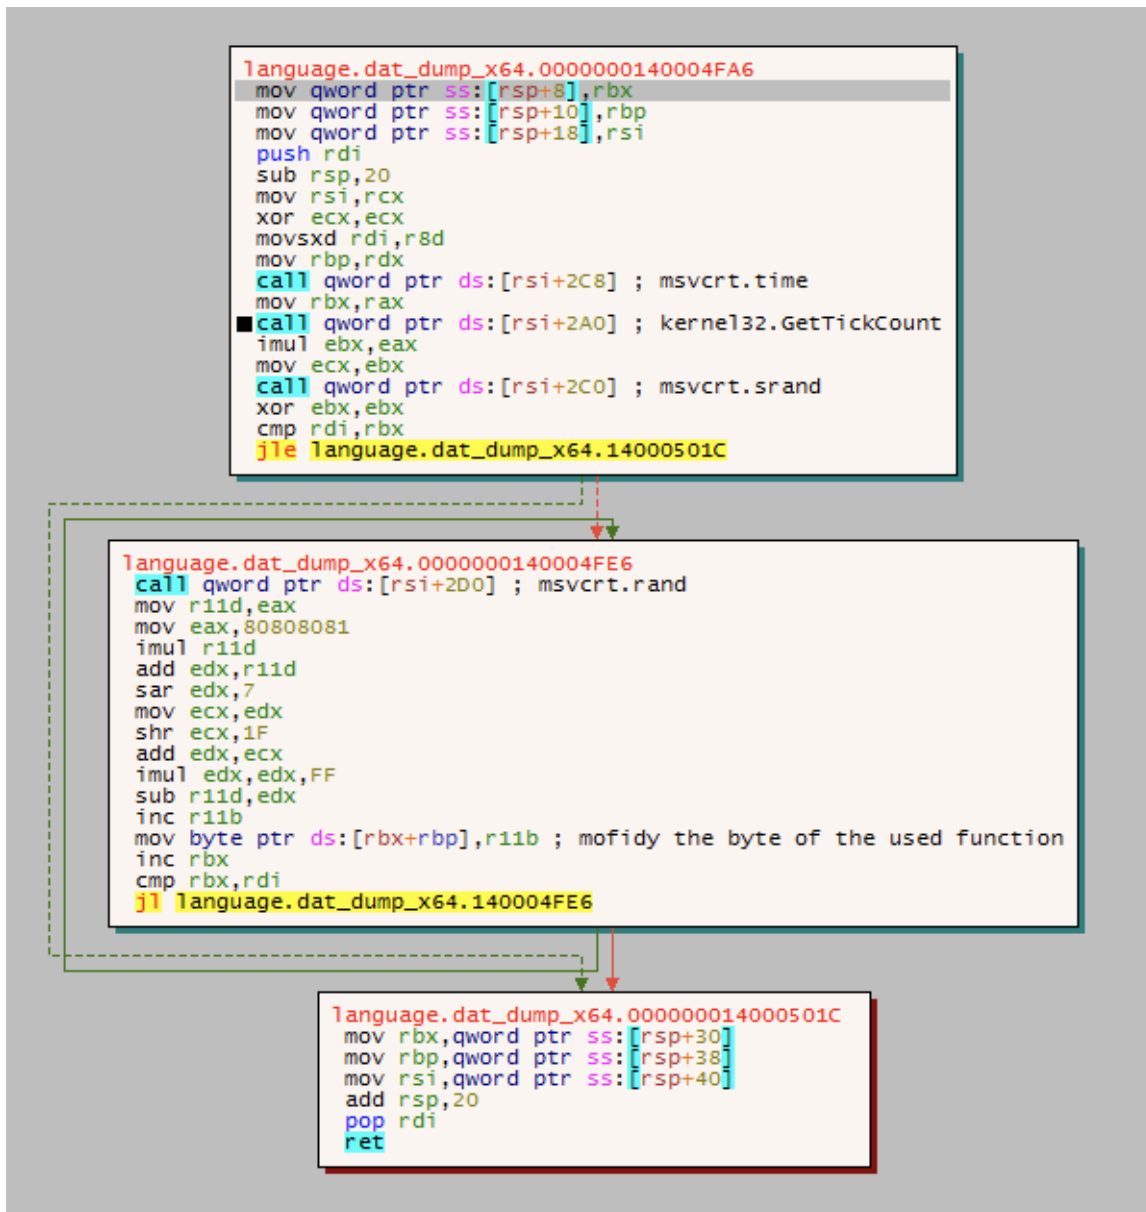 language.dat_dump_x64.0000000140004FA6
mov qword ptr ss:[rsp+8],rbx
mov qword ptr ss:[rsp+10],rbp
mov qword ptr ss:[rsp+18],rsi
push rdi
sub rsp,20
mov rsi,rcx
xor ecx,ecx
movsxd rdi,r8d
mov rbp,rdx
call qword ptr ds:[rsi+2C8] ; msvcrt.time
mov rbx,rax
call qword ptr ds:[rsi+2A0] ; kernel32.GetTickCount
imul ebx,eax
mov ecx,ebx
call qword ptr ds:[rsi+2C0] ; msvcrt.srand
xor ebx,ebx
cmp rdi,rbx
jle language.dat_dump_x64.14000501C
language.dat_dump_x64.0000000140004FE6
call qword ptr ds:[rsi+2D0] ; msvcrt.rand
mov r11d,eax
mov eax,80808081
imul r11d
add edx,r11d
sar edx,7
mov ecx,edx
shr ecx,1F
add edx,ecx
imul edx,edx,FF
sub r11d,edx
inc r11b
mov byte ptr ds:[rbx+rbp],r11b ; mofidy the byte of the used function
inc rbx
cmp rbx,rdi
jl language.dat_dump_x64.140004FE6
language.dat_dump_x64.000000014000501C
mov rbx,qword ptr ss:[rsp+30]
mov rbp,qword ptr ss:[rsp+38]
mov rsi,qword ptr ss:[rsp+40]
add rsp,20
pop rdi
ret